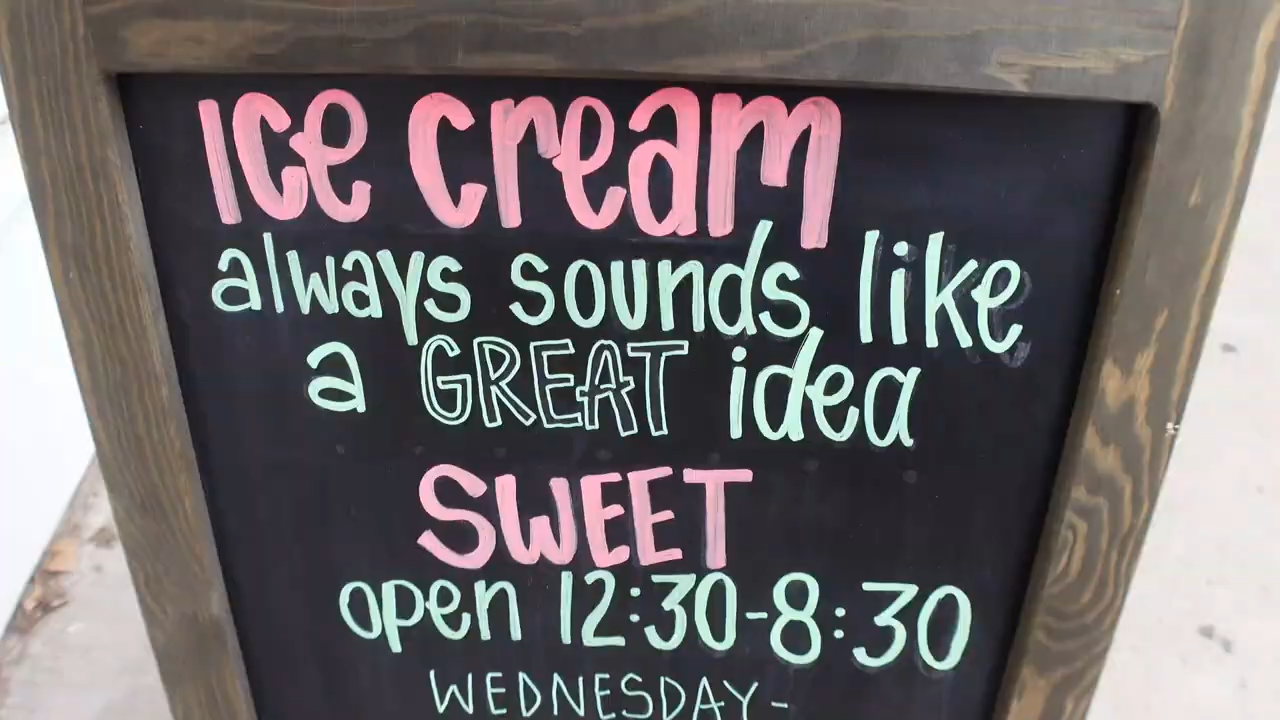 Ice cream
always sounds like
a GREAT idea
SWEET
open 12:30-8:30
WEDNESDAY-